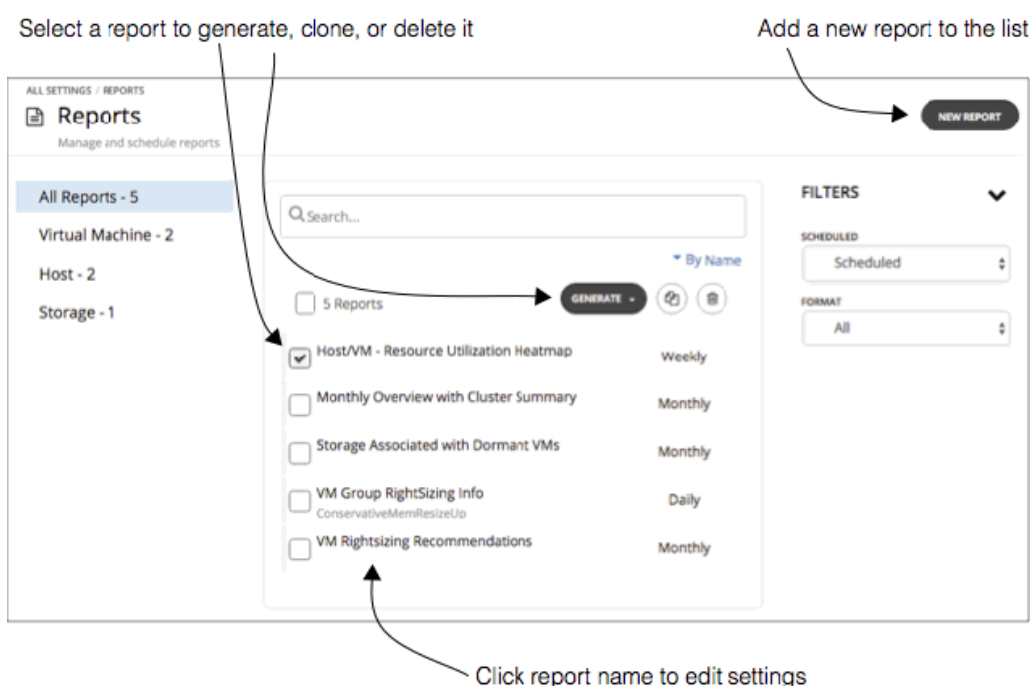 Select a report to generate, clone, or delete it
Add a new report to the list
ALL SETTINGS / REPORTS
Reports
Manage and schedule reports
NEW REPORT
All Reports - 5
Virtual Machine - 2
Host - 2
Storage - 1
Search...
By Name
5 Reports
GENERATE
Host/VM - Resource Utilization Heatmap Weekly
Monthly Overview with Cluster Summary Monthly
Storage Associated with Dormant VMs Monthly
VM Group RightSizing Info Daily
ConservativeMemResizeUp
VM Rightsizing Recommendations Monthly
FILTERS
SCHEDULED
Scheduled
FORMAT
All
Click report name to edit settings